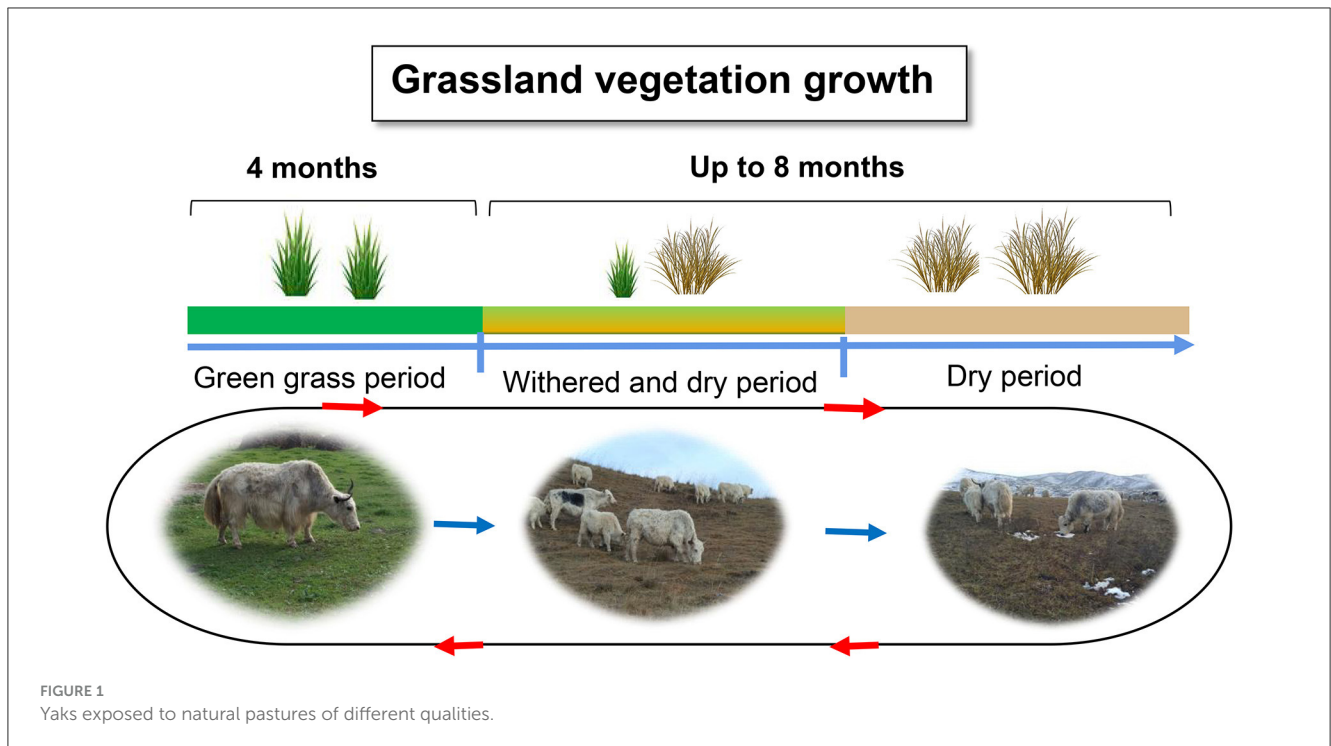 Grassland vegetation growth
4 months
Up to 8 months
Green grass period
Withered and dry period
Dry period
FIGURE 1
Yaks exposed to natural pastures of different qualities.